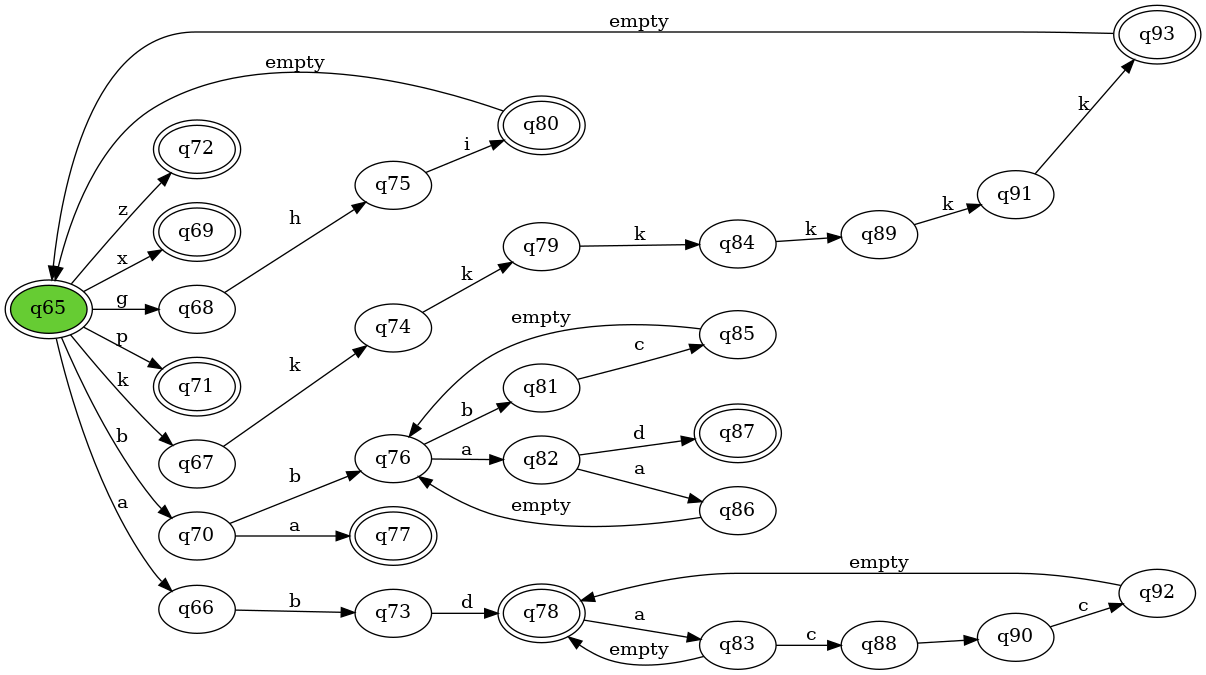 empty
q93
empty
k
q80
q72
i
q75
q91
z
h
k
q69
q79
k
q84
k
q89
x
k
q65
g
q68
k
q74
empty
q85
p
c
q71
k
k
b
q81
b
q87
d
b
q76
a
q82
q67
b
a
q86
a
empty
q70
a
q77
empty
q92
q66
b
q73
d
q78
a
c
q90
c
q88
q83
empty